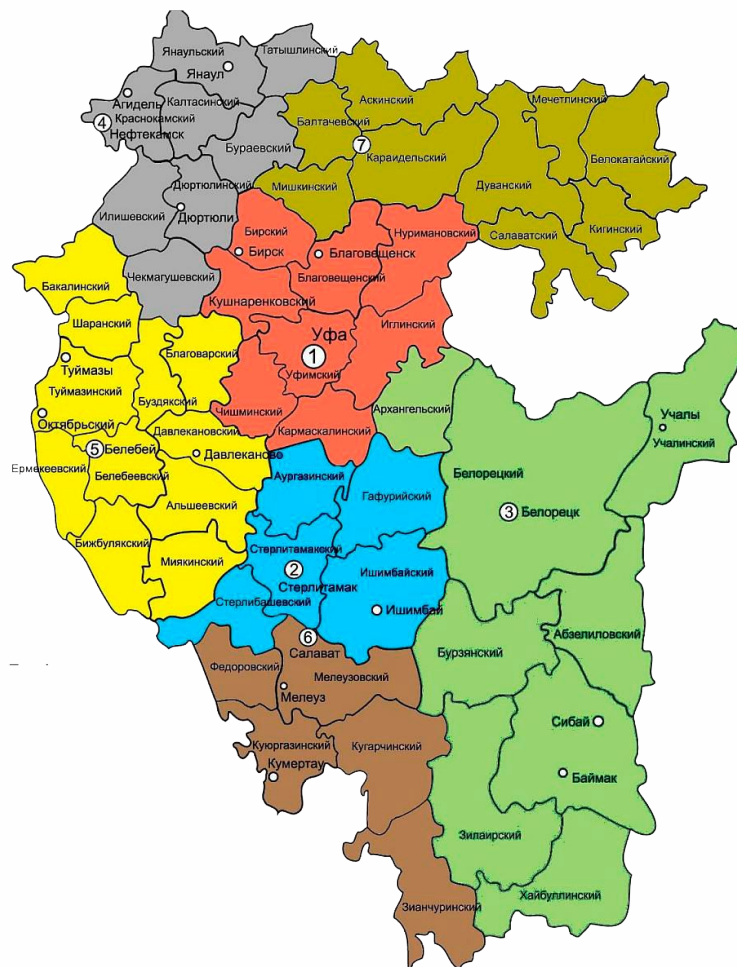 Янаульский
Янаул
Татышлинский
Агидель
Калтасинский
Краснокамский
4
Нефтекамск
Бураевский
Дюртюлинский
Дюртюли
Илишевский
Чекмагушевский
Аскинский
Балтачевский
7
Караидельский
Мишкинский
Мечетлинский
Белокатайский
Дуванский
Кигинский
Салаватский
Бирский
Бирск
Нуримановский
Благовещенск
Благовещенский
Кушнаренковский
Уфа
1
Уфимский
Иглинский
Чишминский
Кармаскалинский
Бакалинский
Шаранский
Туймазы
Туймазинский
Благоварский
Буздякский
Октябрьский
5
Белебей
Давлекановский
Давлеканово
Ермекеевский
Белебеевский
Альшеевский
Бижбулякский
Миякинский
Архангельский
Учалы
Учалинский
Белорецкий
3
Белорецк
Аургазинский
Гафурийский
Стерлитамакский
2
Стерлитамак
Ишимбайский
Ишимбай
Стерлибашевский
6
Салават
Федоровский
Мелеузовский
Мелеуз
Куюргазинский
Кумертау
Кугарчинский
Зианчуринский
Бурзянский
Абзелиловский
Сибай
Баймак
Зилаирский
Хайбуллинский